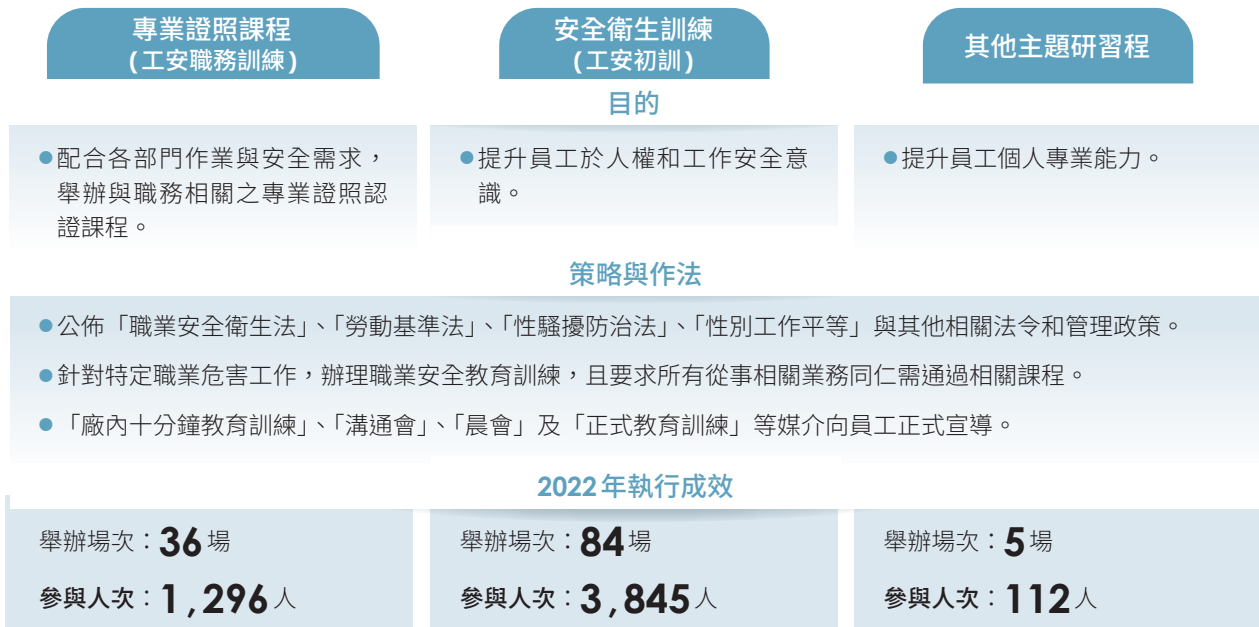 專業證照課程
(工安職務訓練)
安全衛生訓練
(工安初訓)
其他主題研習程
目的
●配合各部門作業與安全需求，
舉辦與職務相關之專業證照認
證課程。
●提升員工於人權和工作安全意
識。
●提升員工個人專業能力。
策略與作法
●公佈「職業安全衛生法」、「勞動基準法」、「性騷擾防治法」、「性別工作平等」與其他相關法令和管理政策。
●針對特定職業危害工作，辦理職業安全教育訓練，且要求所有從事相關業務同仁需通過相關課程。
●「廠內十分鐘教育訓練」、「溝通會」、「晨會」及「正式教育訓練」等媒介向員工正式宣導。
2022年執行成效
舉辦場次：36場
參與人次：1,296人
舉辦場次：84場
參與人次：3,845人
舉辦場次：5場
參與人次：112人